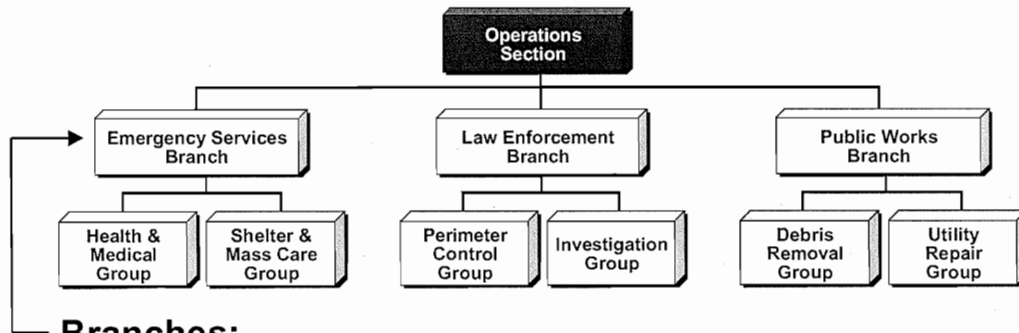 Operations
Section
Emergency Services
Branch
Law Enforcement
Branch
Public Works
Branch
Health &
Medical
Group
Shelter &
Mass Care
Group
Perimeter
Control
Group
Investigation
Group
Debris
Removal
Group
Utility
Repair
Group
Branches: